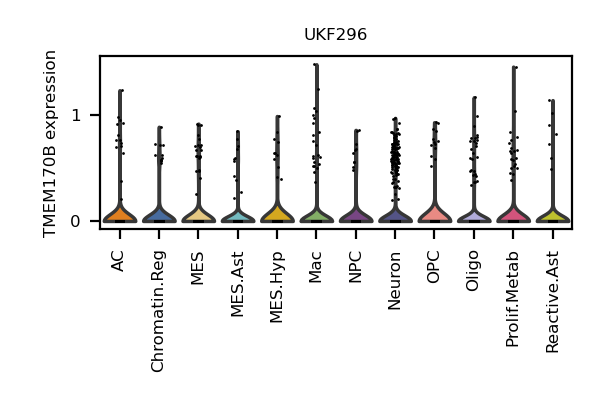 UKF296
TMEM170B expression
1
0
AC
Chromatin.Reg
MES
MES.Ast
MES.Hyp
Mac
NPC
Neuron
OPC
Oligo
Prolif.Metab
Reactive.Ast